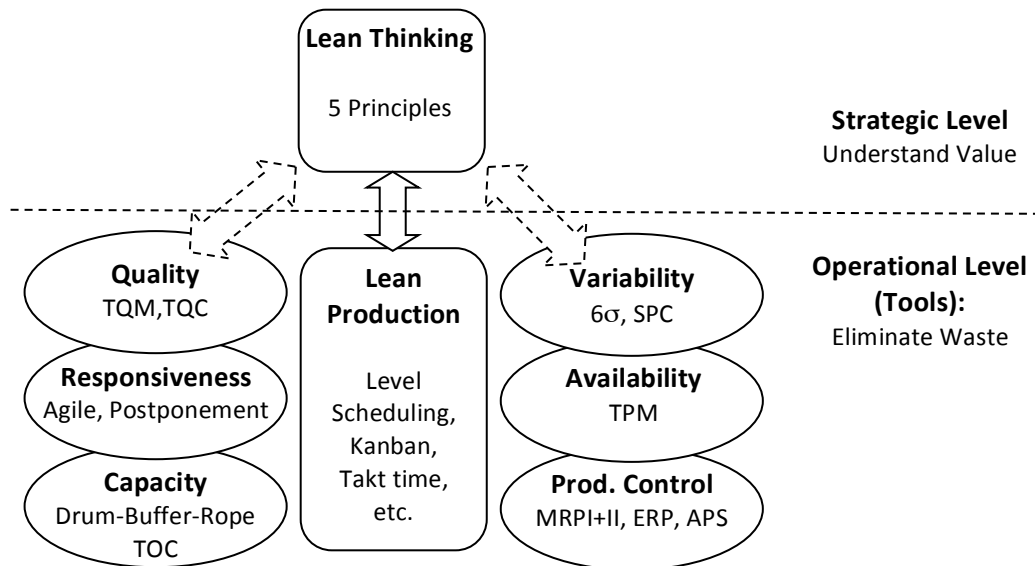 Lean Thinking
5 Principles
Strategic Level
Understand Value
Quality
TQM,TQC
Responsiveness
Agile, Postponement
Capacity
Drum-Buffer-Rope
TOC
Lean
Production
Level
Scheduling,
Kanban,
Takt time,
etc.
Variability
6σ, SPC
Availability
TPM
Prod. Control
MRPI+II, ERP, APS
Operational Level
(Tools):
Eliminate Waste